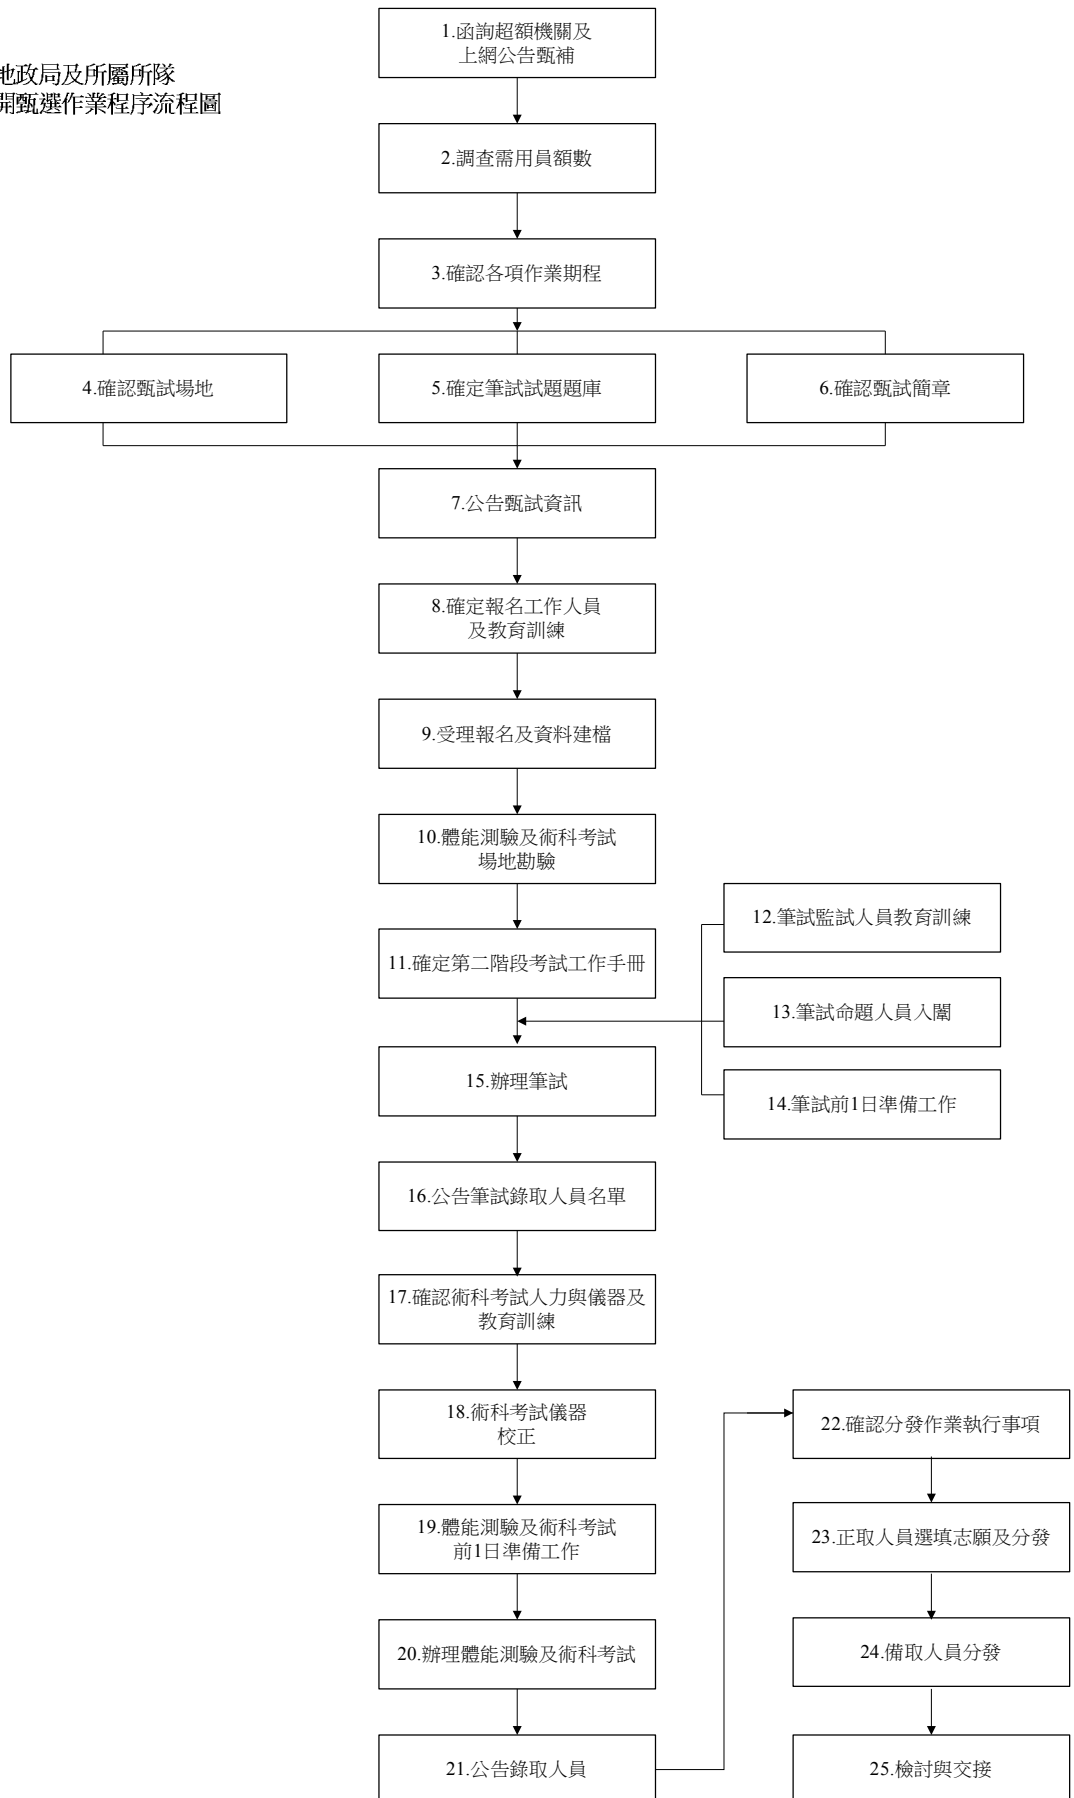 1.函詢超額機關及
上網公告甄補
地政局及所屬所隊
開甄選作業程序流程圖
2.調查需用員額數
3.確認各項作業期程
4.確認甄試場地
5.確定筆試試題題庫
6.確認甄試簡章
7.公告甄試資訊
8.確定報名工作人員
及教育訓練
9.受理報名及資料建檔
10.體能測驗及術科考試
場地勘驗
11.確定第二階段考試工作手冊
12.筆試監試人員教育訓練
13.筆試命題人員入闈
14.筆試前1日準備工作
15.辦理筆試
16.公告筆試錄取人員名單
17.確認術科考試人力與儀器及
教育訓練
18.術科考試儀器
校正
19.體能測驗及術科考試
前1日準備工作
20.辦理體能測驗及術科考試
21.公告錄取人員
22.確認分發作業執行事項
23.正取人員選填志願及分發
24.備取人員分發
25.檢討與交接